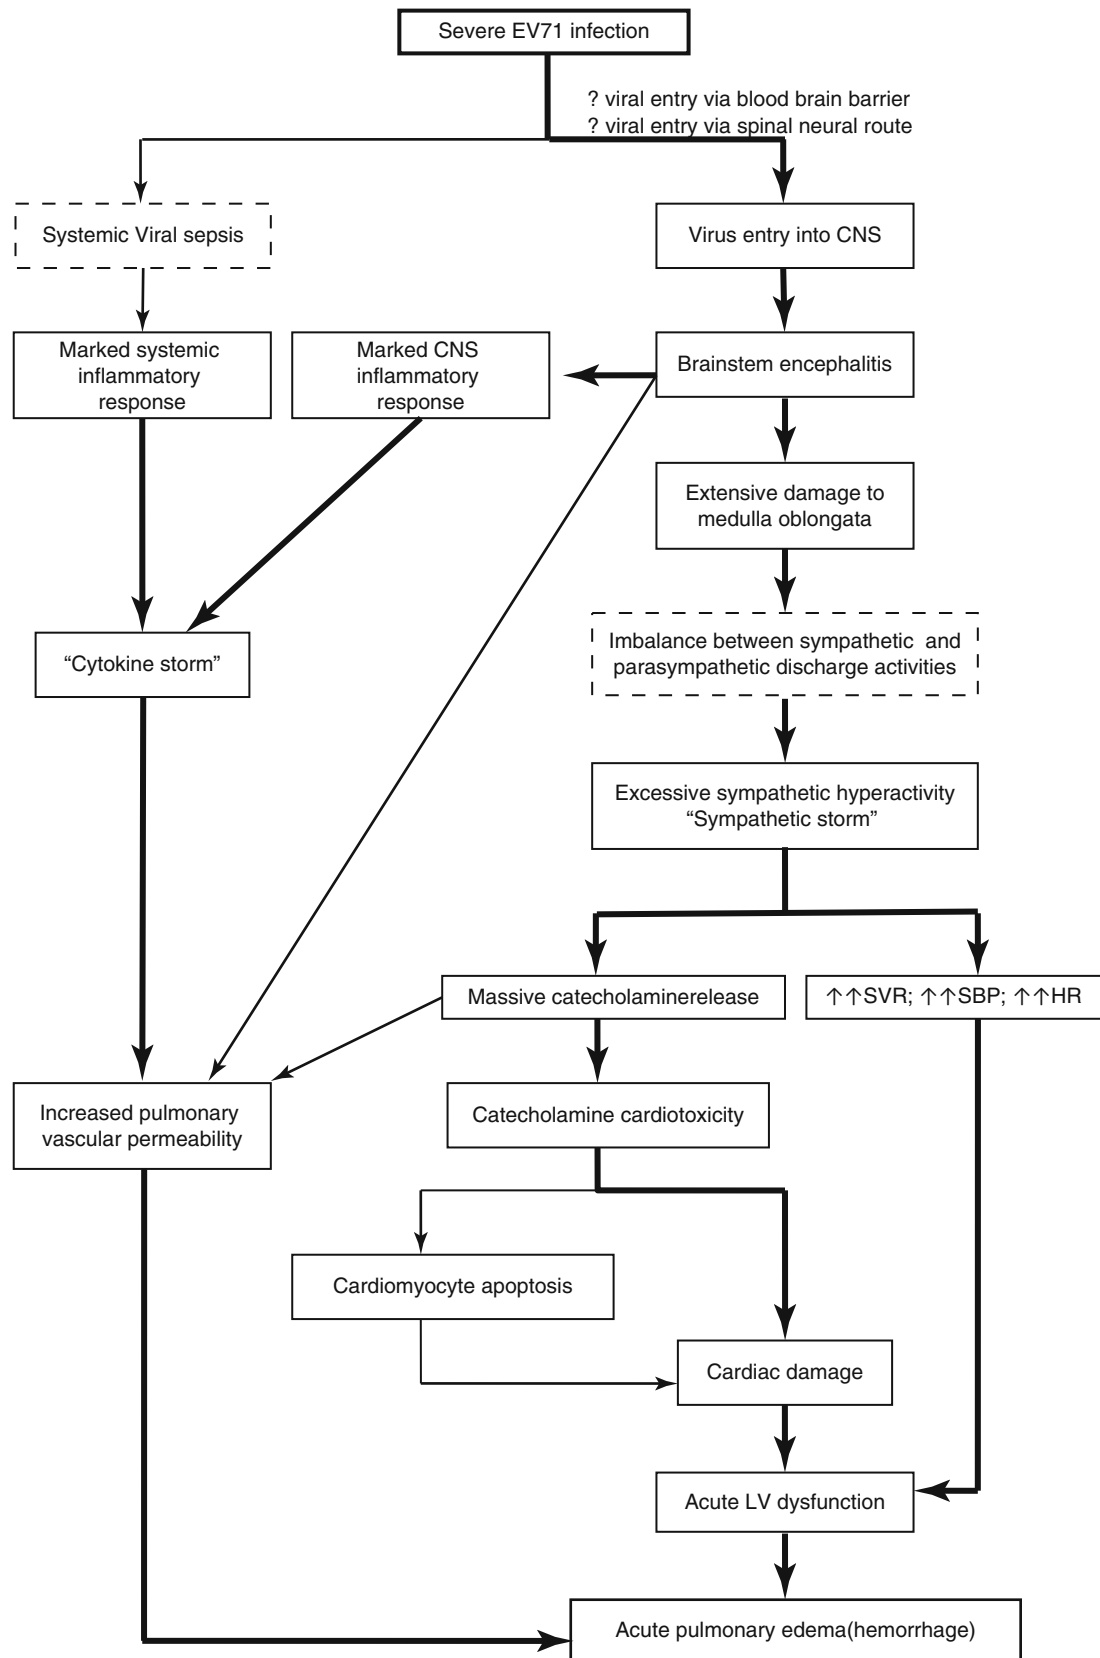 Severe EV71 infection
? viral entry via blood brain barrier
? viral entry via spinal neural route
Systemic Viral sepsis
Virus entry into CNS
Marked systemic
inflammatory
response
Marked CNS
inflammatory
response
Brainstem encephalitis
Extensive damage to
medulla oblongata
Imbalance between sympathetic and
parasympathetic discharge activities
“Cytokine storm”
Excessive sympathetic hyperactivity
“Sympathetic storm”
Massive catecholaminerelease
↑↑SVR; ↑↑SBP; ↑↑HR
Increased pulmonary
vascular permeability
Catecholamine cardiotoxicity
Cardiomyocyte apoptosis
Cardiac damage
Acute LV dysfunction
Acute pulmonary edema(hemorrhage)